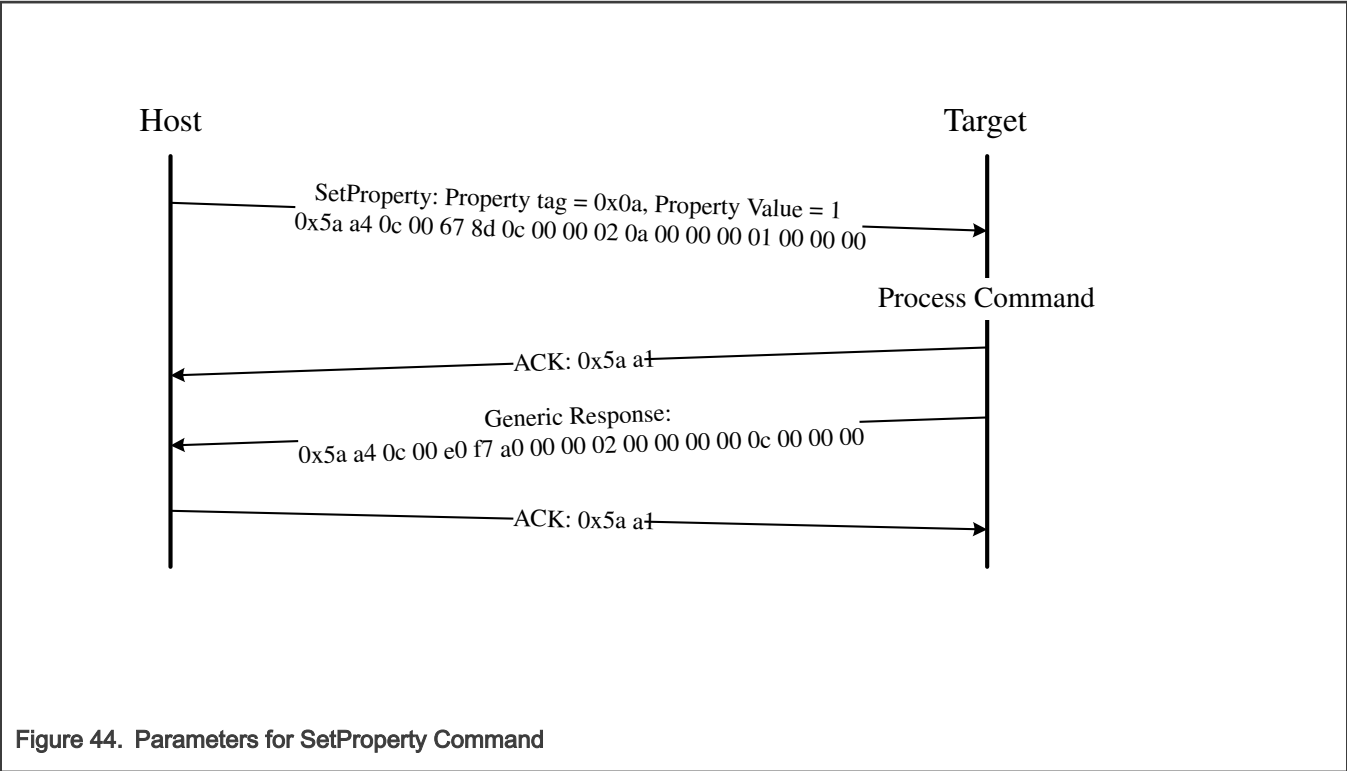 Host
Target
SetProperty: Property tag = 0x0a, Property Value = 1
0x5a a4 0c 00 67 8d 0c 00 00 02 0a 00 00 00 01 00 00 00
Process Command
ACK: 0x5a a1
Generic Response:
0x5a a4 0c 00 e0 f7 a0 00 00 02 00 00 00 00 0c 00 00 00
ACK: 0x5a a1
Figure 44. Parameters for SetProperty Command